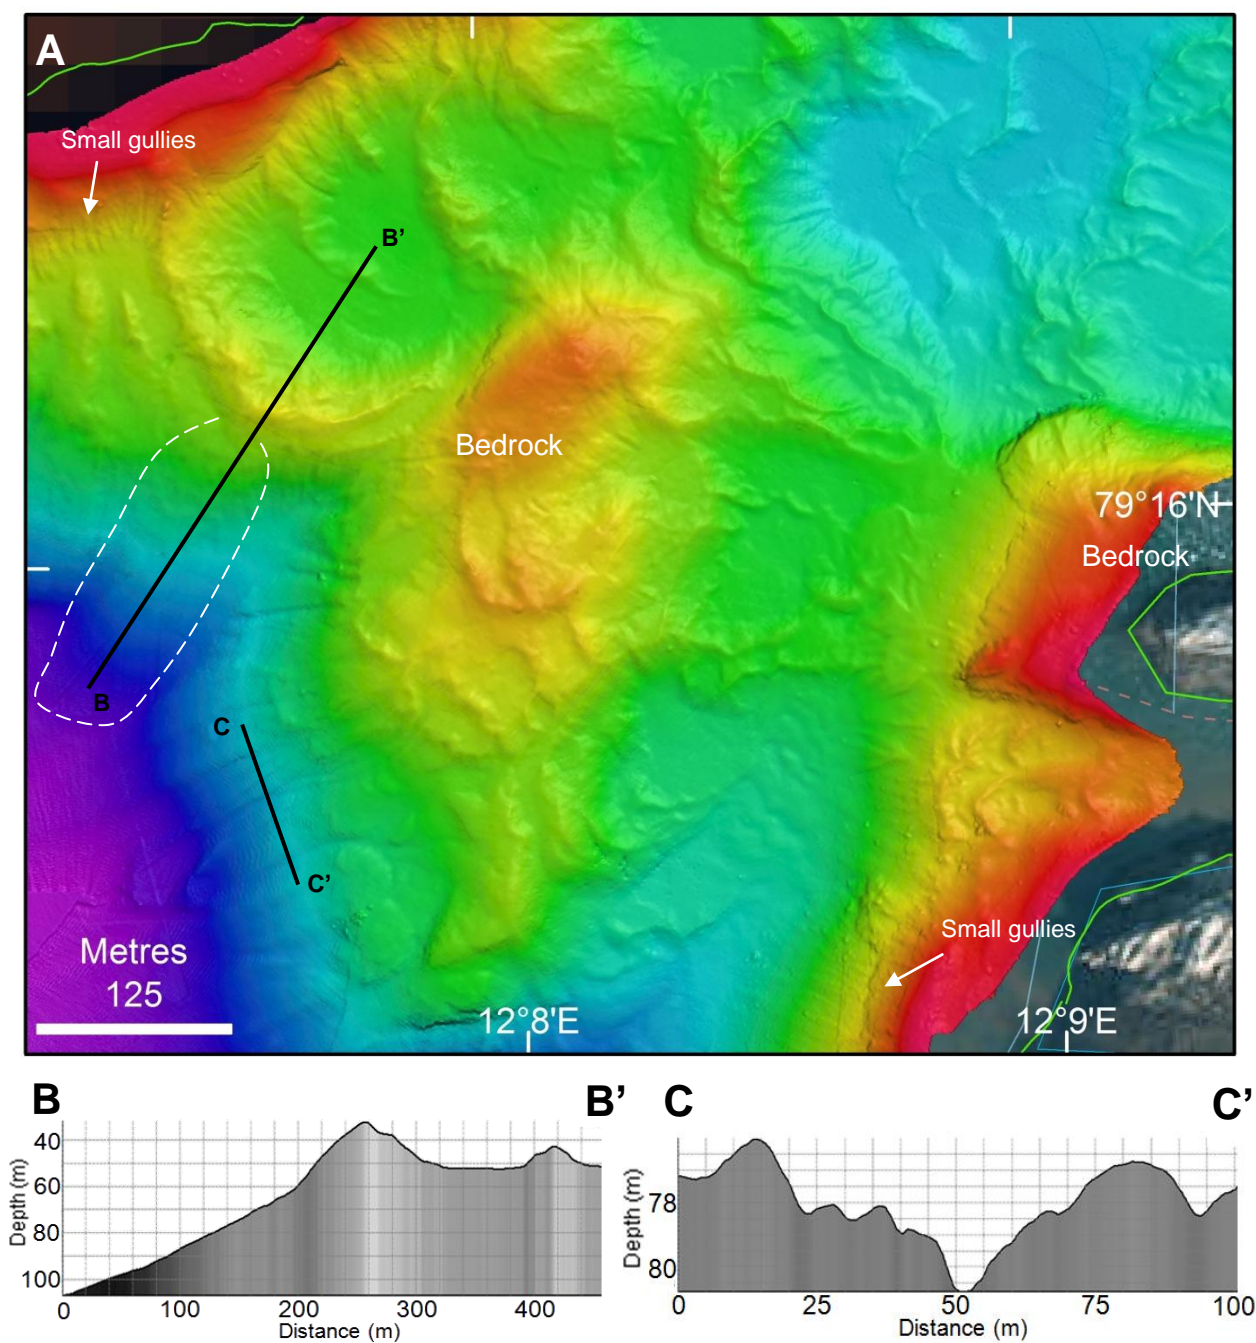 A
Small gullies
B’
Bedrock
79°16'N
Bedrock
B
C
C’
Small gullies
Metres
125
12°8'E
12°9'E
B
B’
Depth (m)
40
60
80
100
0
100
200
300
400
Distance (m)
C
C’
Depth (m)
78
80
0
25
50
75
100
Distance (m)